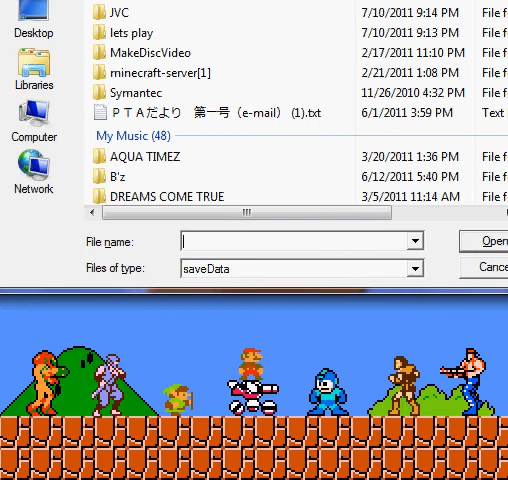 Desktop
Libraries
Computer
Network
JVC 7/10/2011 9:14 PM File f
lets play 7/10/2011 9:13 PM File f
MakeDiscVideo 2/17/2011 11:10 PM File f
minecraft-server[1] 2/21/2011 1:08 PM File f
Symantec 11/26/2010 4:32 PM File f
ＰＴＡだより　第一号（e-mail） (1).txt 6/1/2011 3:59 PM Text
My Music (48)
AQUA TIMEZ 3/20/2011 1:36 PM File f
B'z 6/12/2011 5:40 PM File f
DREAMS COME TRUE 3/5/2011 11:14 AM File f
File name: Open
Files of type: saveData Cance